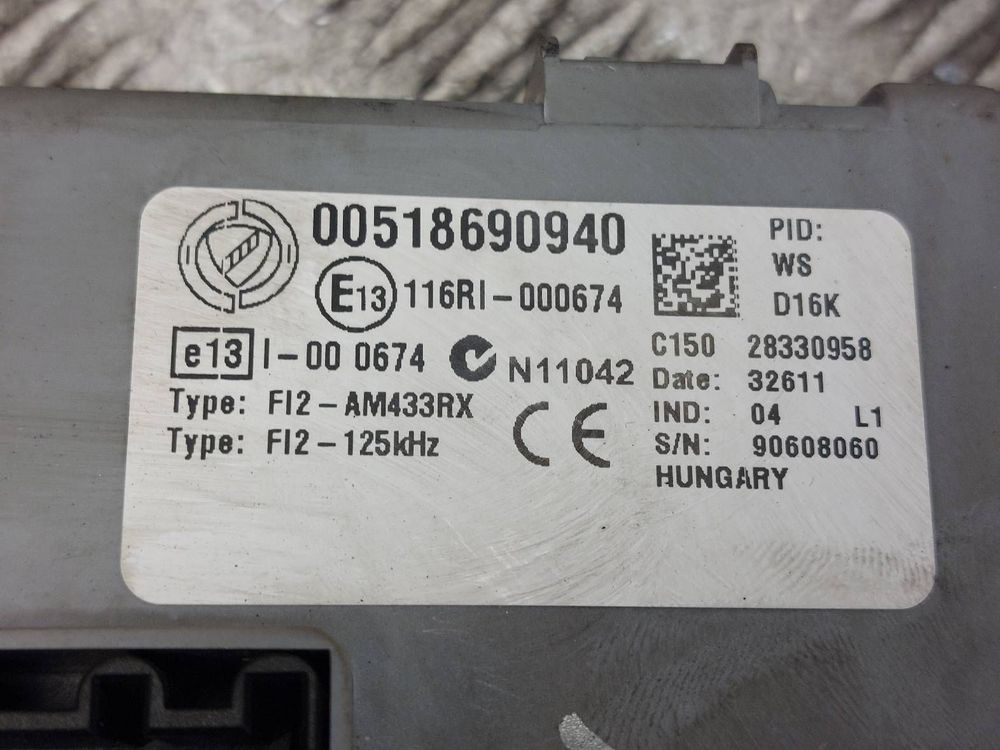 00518690940
E13 116RI-000674
e13 I-00 0674 N11042
Type: FI2-AM433RX
Type: FI2-125kHz
CE
PID:
WS
D16K
C150 28330958
Date: 32611
IND: 04 L1
S/N: 90608060
HUNGARY